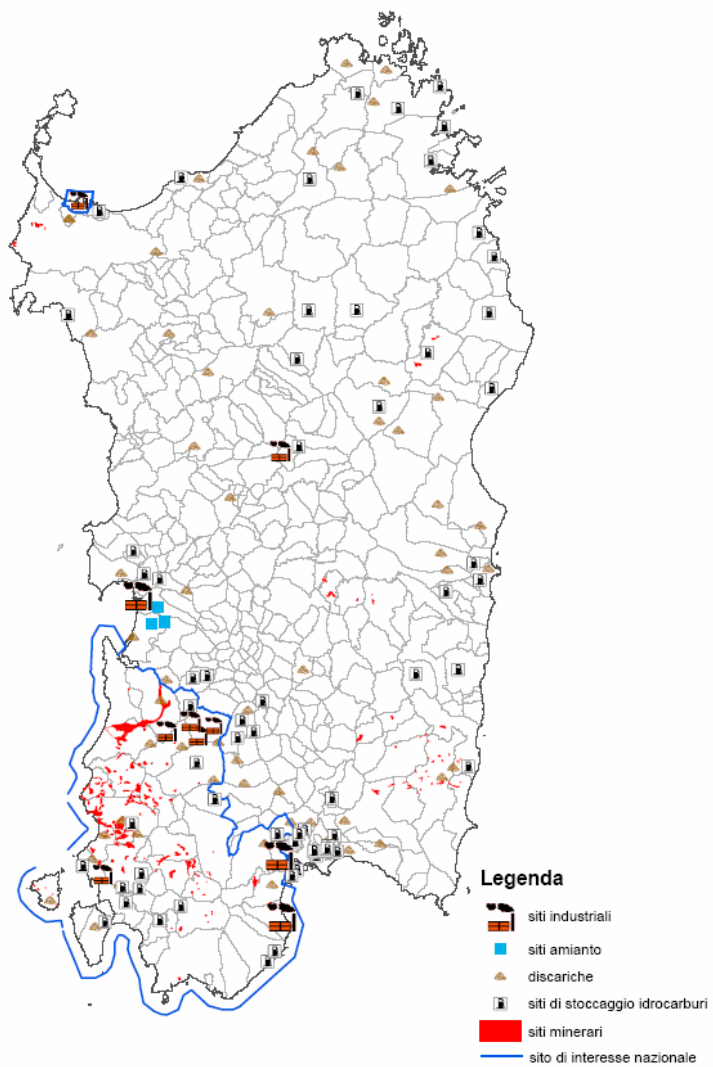 Legenda
siti industriali
siti amianto
discariche
siti di stoccaggio idrocarburi
siti minerari
sito di interesse nazionale